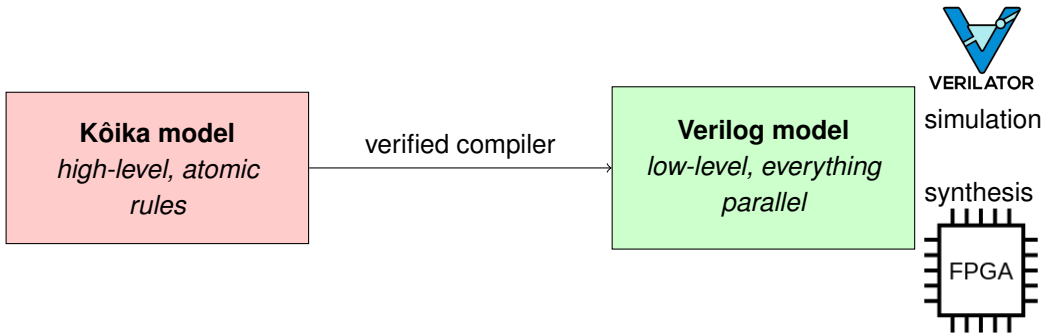 Kôika model
high-level, atomic
rules
verified compiler
Verilog model
low-level, everything
parallel
VERILATOR
simulation
synthesis
FPGA